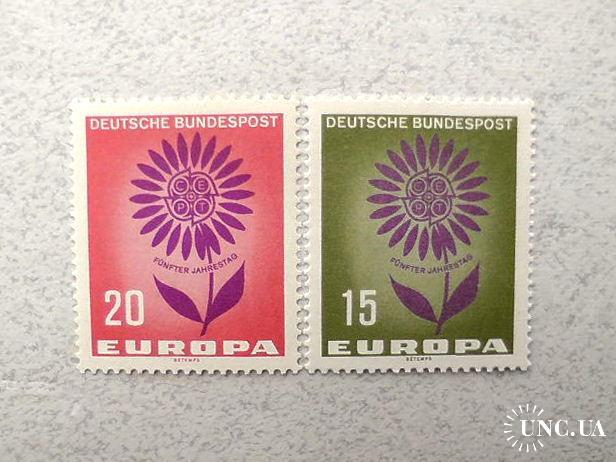 DEUTSCHE BUNDESPOST
CEPT
FÜNFTER JAHRESTAG
20
EUROPA
BÉTEMPS
DEUTSCHE BUNDESPOST
CEPT
FÜNFTER JAHRESTAG
15
EUROPA
BÉTEMPS
UNC.UA